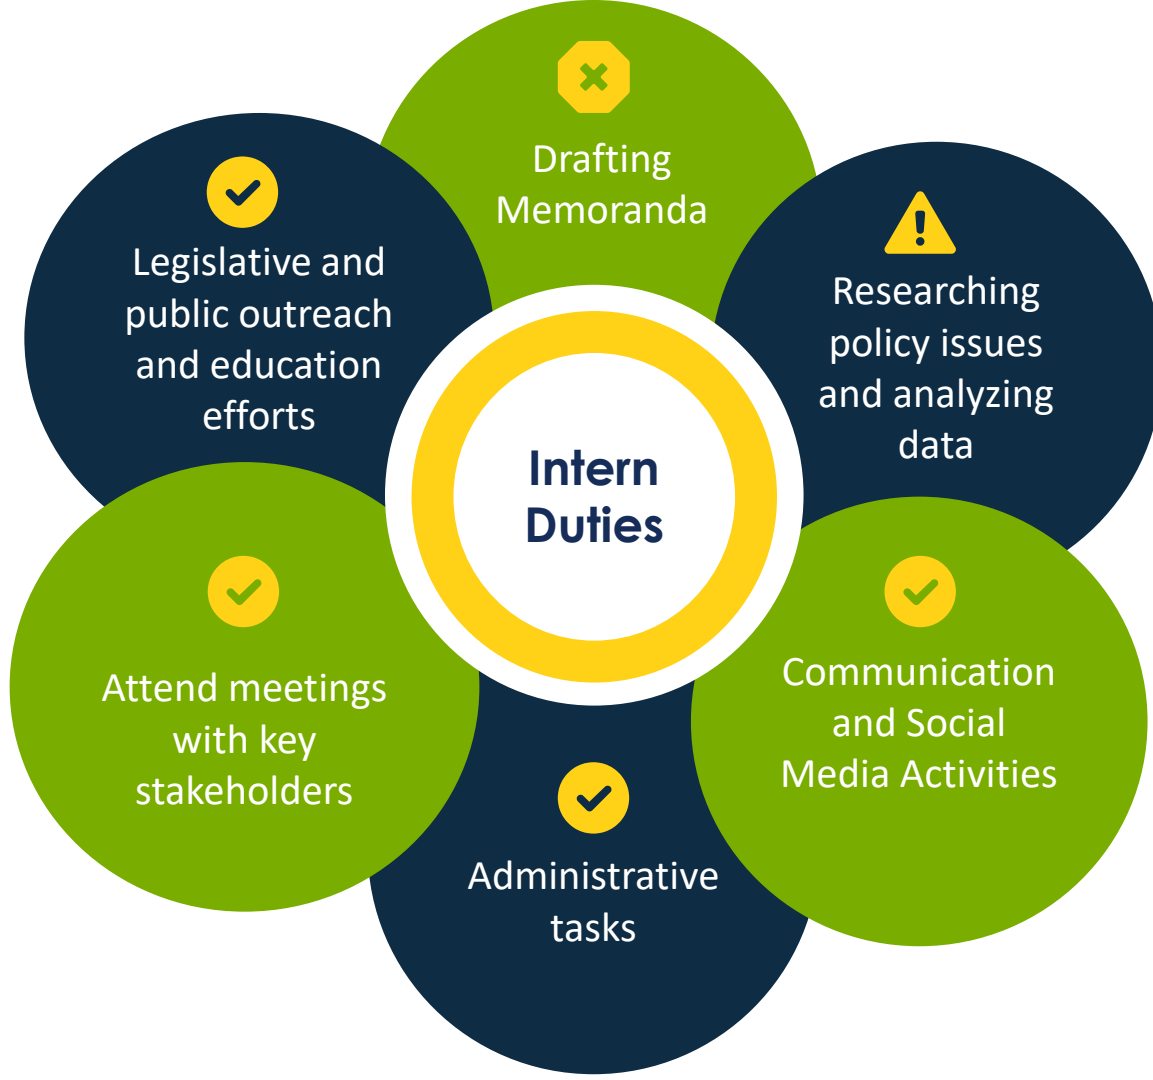 Drafting
Memoranda
Legislative and
public outreach
and education
efforts
Researching
policy issues
and analyzing
data
Intern
Duties
Attend meetings
with key
stakeholders
Communication
and Social
Media Activities
Administrative
tasks